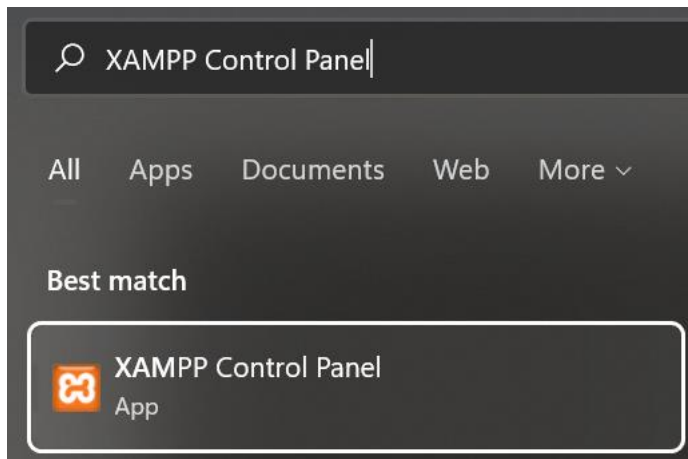 XAMPP Control Panel
All Apps Documents Web More
Best match
XAMPP Control Panel
App